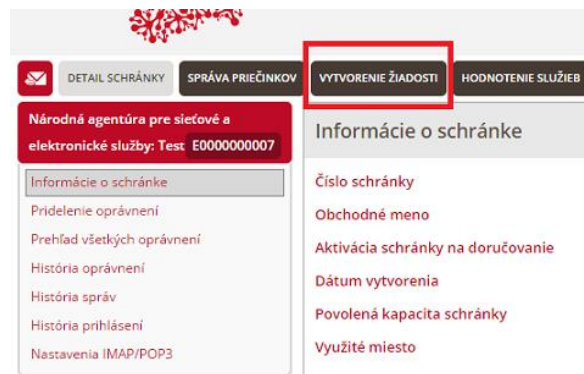 DETAIL SCHRÁNKY SPRÁVA PRIEČINKOV VYTVORENIE ŽIADOSTI HODNOTENIE SLUŽIEB
Národná agentúra pre sieťové a
elektronické služby: Test E0000000007
Informácie o schránke
Pridelenie oprávnení
Prehľad všetkých oprávnení
História oprávnení
História správ
História prihlásení
Nastavenia IMAP/POP3
Informácie o schránke
Číslo schránky
Obchodné meno
Aktivácia schránky na doručovanie
Dátum vytvorenia
Povolená kapacita schránky
Využité miesto